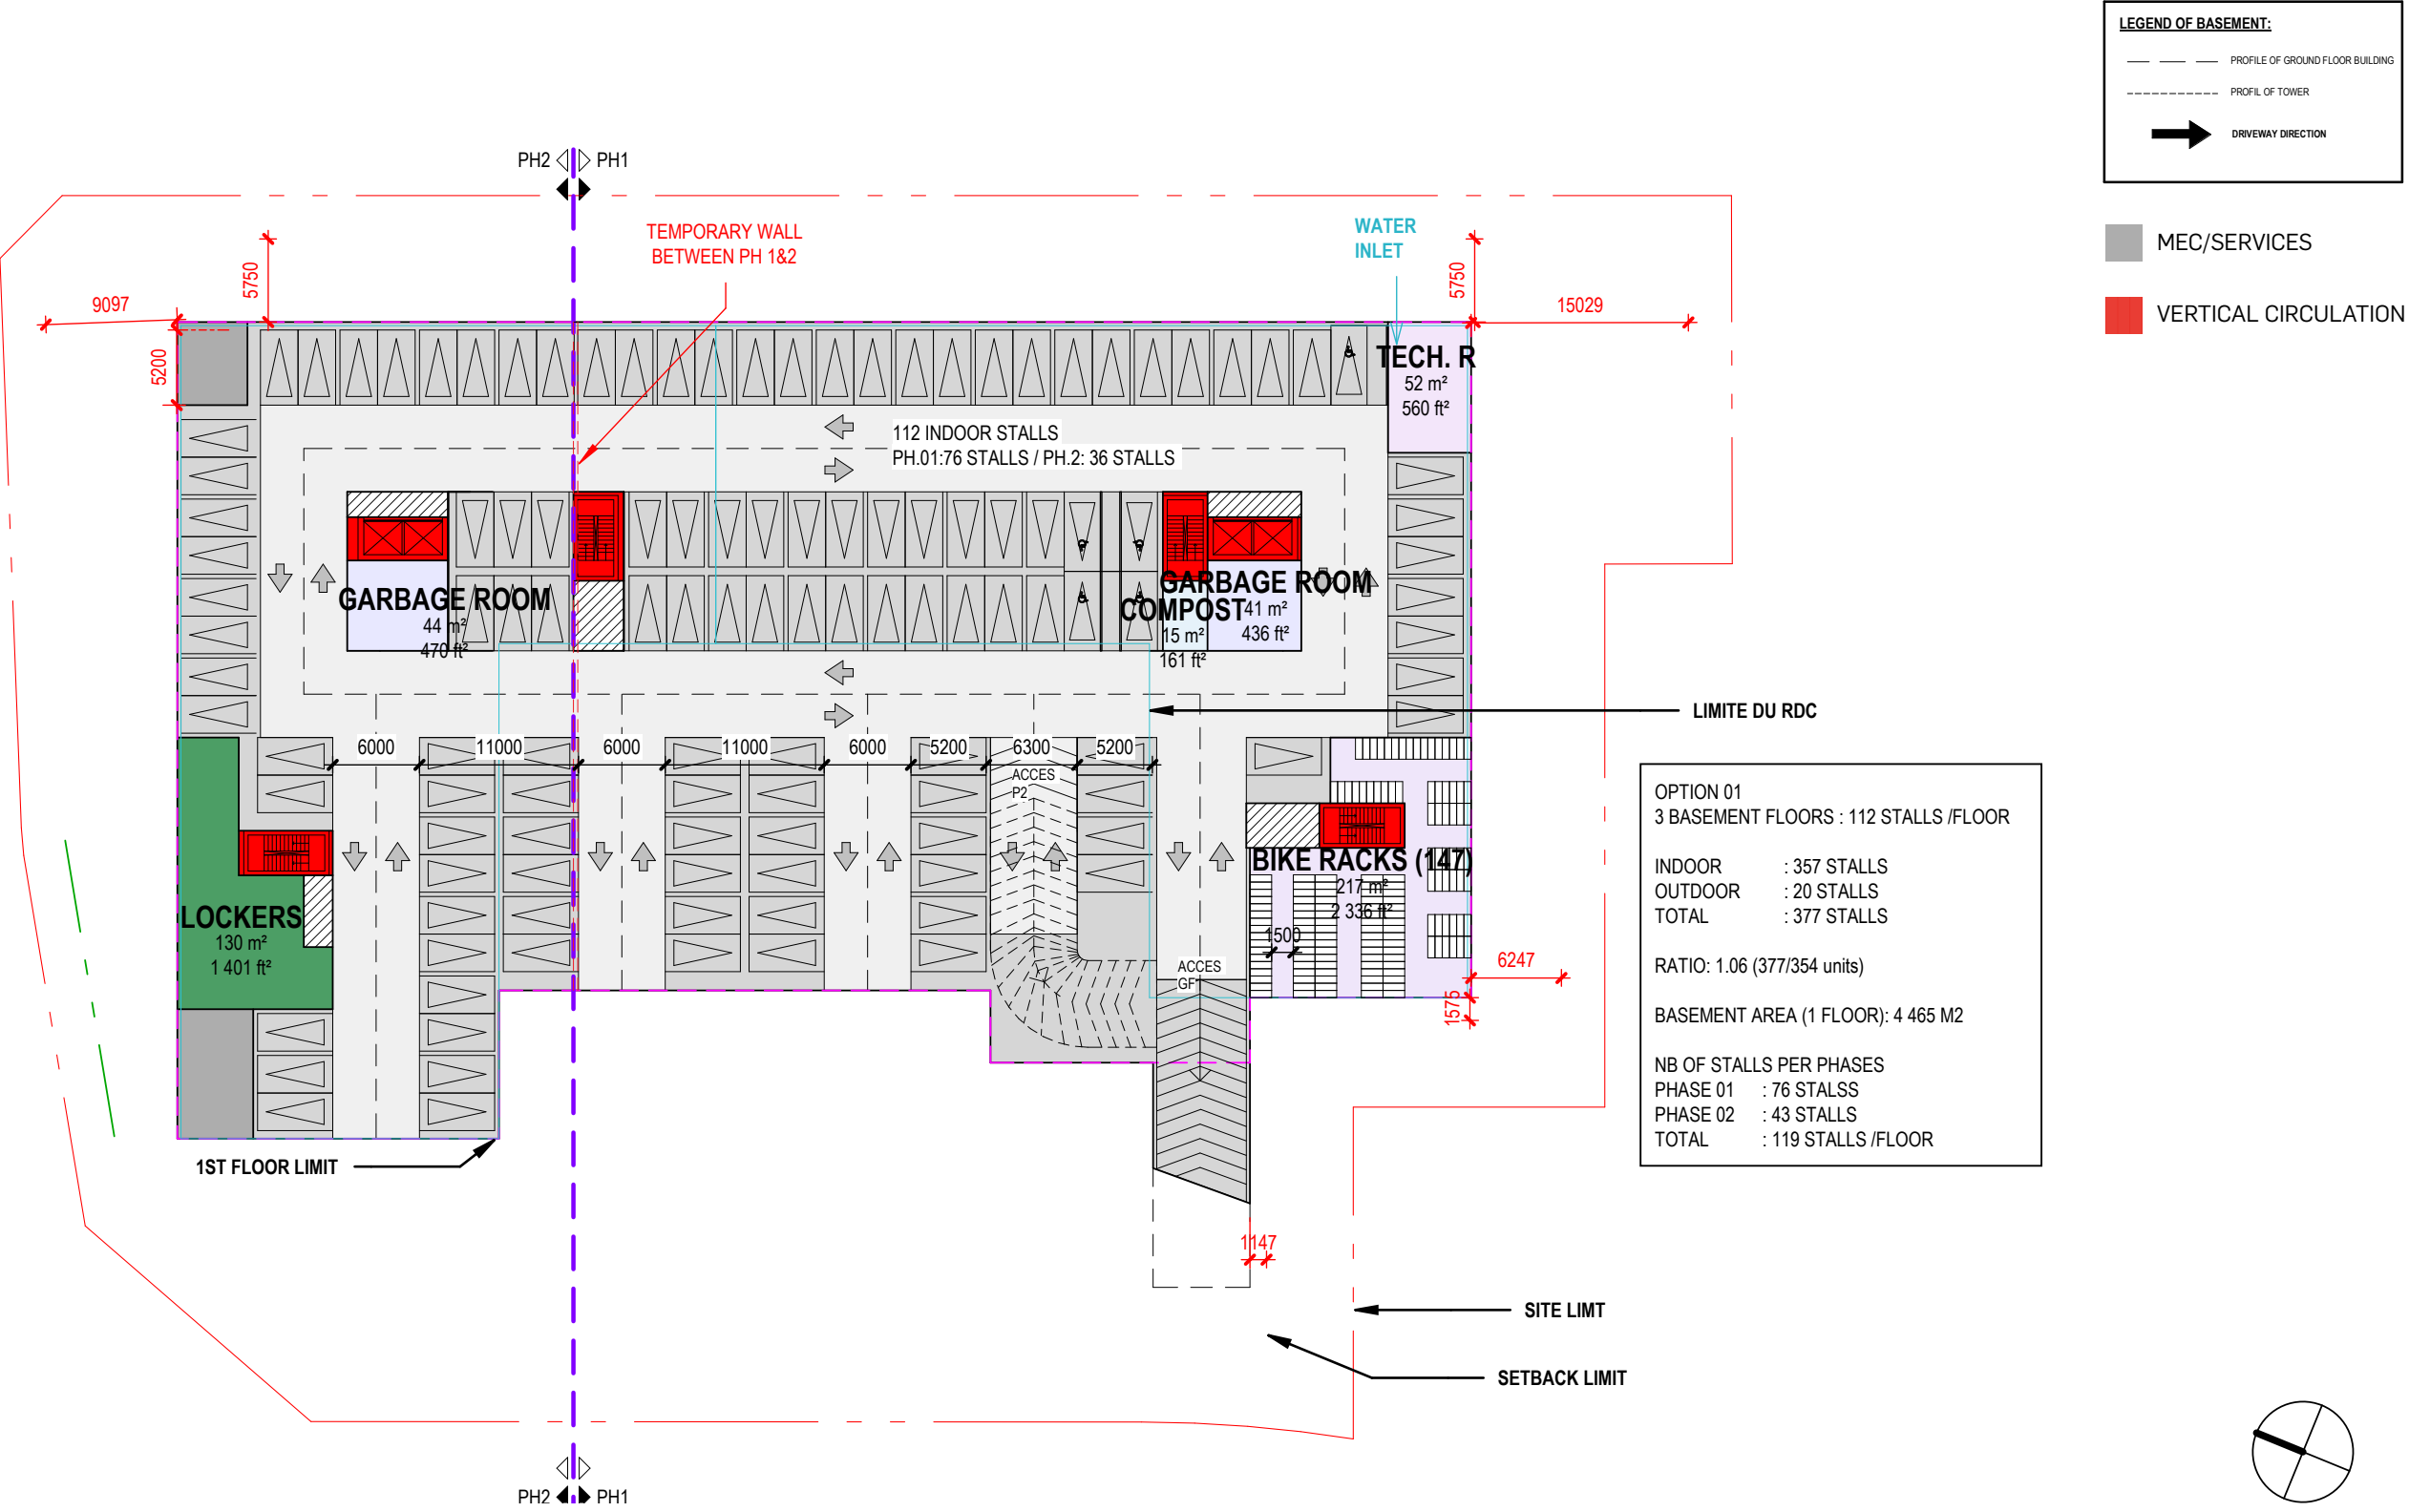 LEGEND OF BASEMENT:
PROFILE OF GROUND FLOOR BUILDING
PROFIL OF TOWER
DRIVEWAY DIRECTION
MEC/SERVICES
VERTICAL CIRCULATION
PH2 PH1
TEMPORARY WALL
BETWEEN PH 1&2
WATER
INLET
9097
5750
5750
15029
5200
TECH. R
52 m²
560 ft²
112 INDOOR STALLS
PH.01:76 STALLS / PH.2: 36 STALLS
GARBAGE ROOM
44 m²
470 ft²
GARBAGE ROOM
41 m²
436 ft²
COMPOST
15 m²
161 ft²
LIMITE DU RDC
6000
11000
6000
11000
6000
5200
6300
5200
ACCES
P2
LOCKERS
130 m²
1 401 ft²
BIKE RACKS (147)
217 m²
2 336 ft²
1500
ACCES
GF
6247
1575
OPTION 01
3 BASEMENT FLOORS : 112 STALLS /FLOOR
INDOOR : 357 STALLS
OUTDOOR : 20 STALLS
TOTAL : 377 STALLS
RATIO: 1.06 (377/354 units)
BASEMENT AREA (1 FLOOR): 4 465 M2
NB OF STALLS PER PHASES
PHASE 01 : 76 STALSS
PHASE 02 : 43 STALLS
TOTAL : 119 STALLS /FLOOR
1ST FLOOR LIMIT
1147
SITE LIMT
SETBACK LIMIT
PH2 PH1